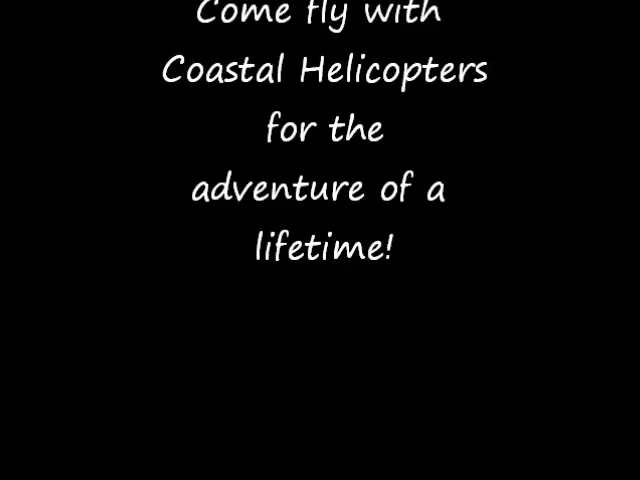 Come fly with
Coastal Helicopters
for the
adventure of a
lifetime!